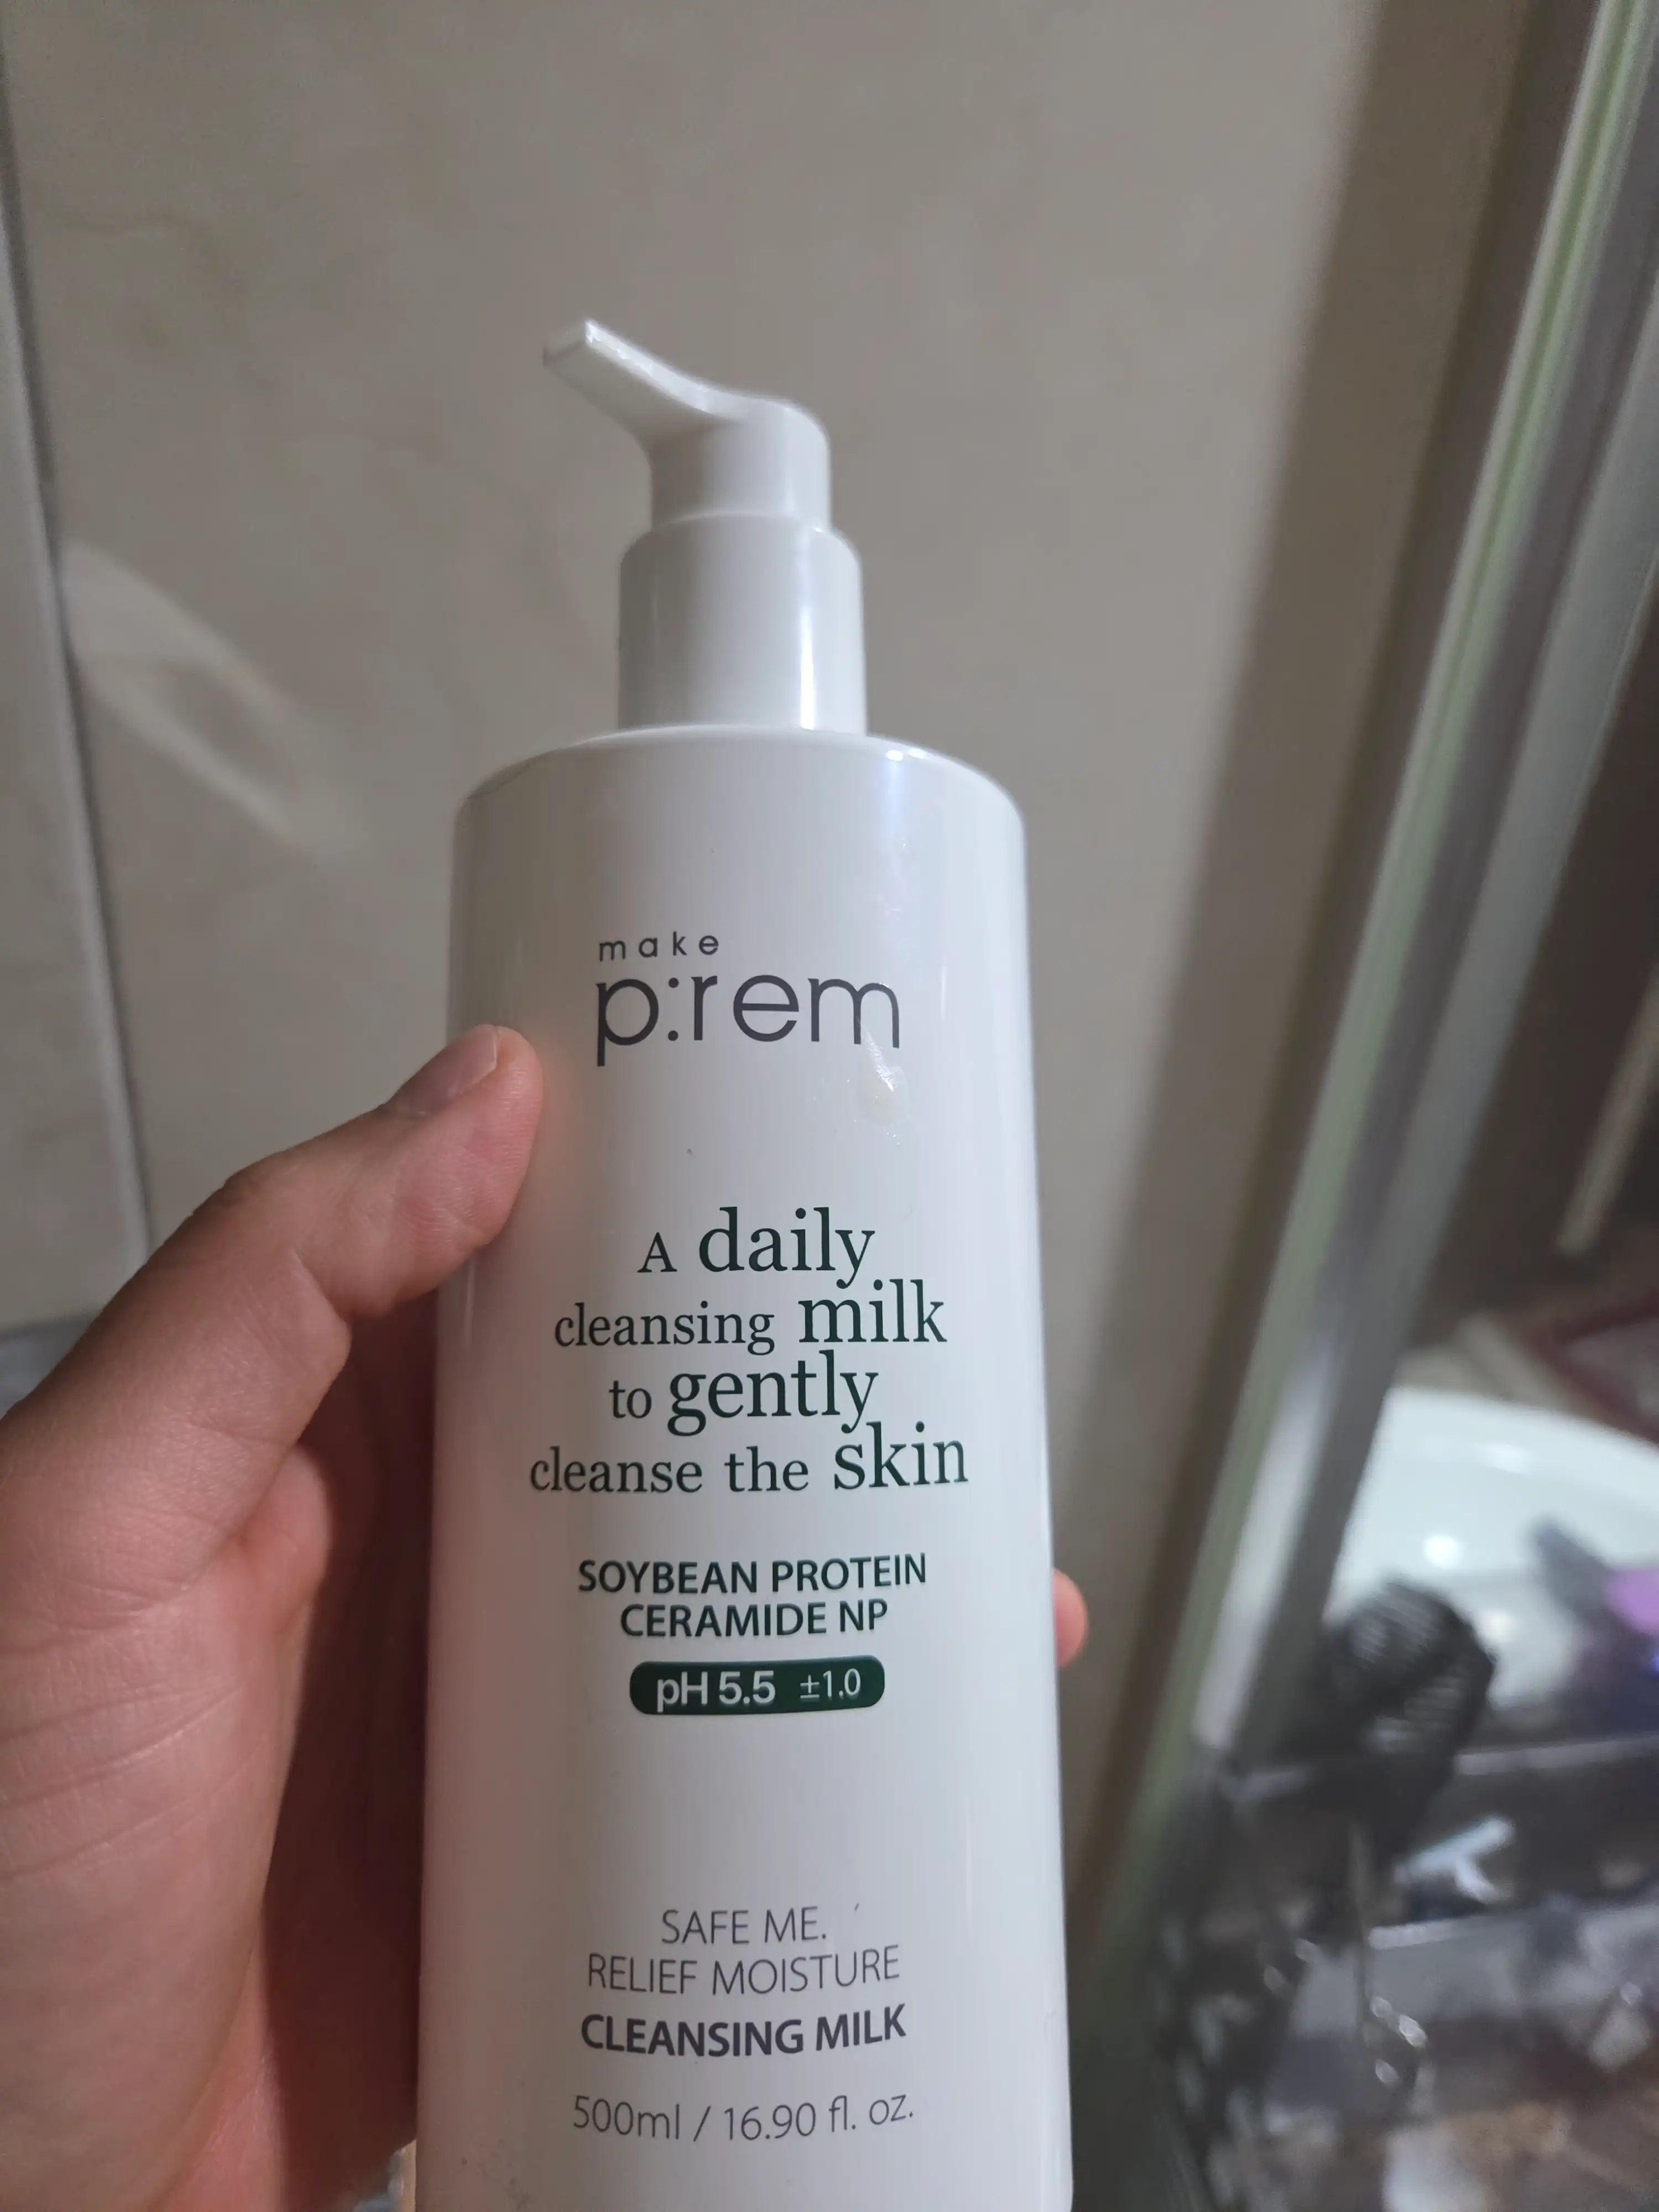 make
p:rem
A daily
cleansing milk
to gently
cleanse the skin
SOYBEAN PROTEIN
CERAMIDE NP
pH 5.5 ±1.0
SAFE ME.
RELIEF MOISTURE
CLEANSING MILK
500ml / 16.90 fl. oz.